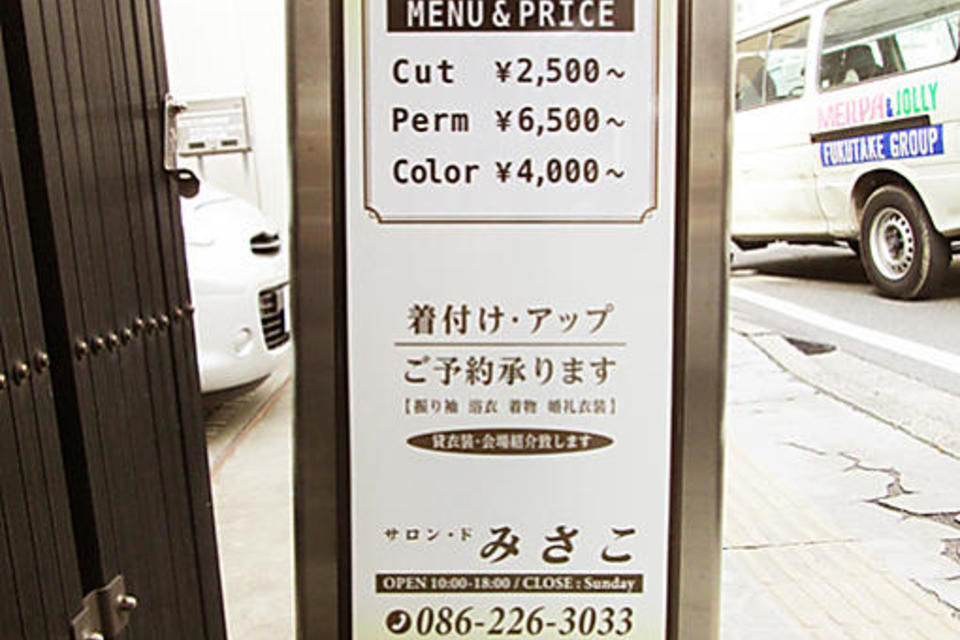 MENU & PRICE
Cut ¥2,500～
Perm ¥6,500～
Color ¥4,000～
着付け・アップ
ご予約承ります
【振り袖 浴衣 着物 婚礼衣装】
貸衣装・会場紹介致します
サロン・ド みさこ
OPEN 10:00-18:00 / CLOSE : Sunday
086-226-3033
MEIIPA & JOLLY
FUKUTAKE GROUP